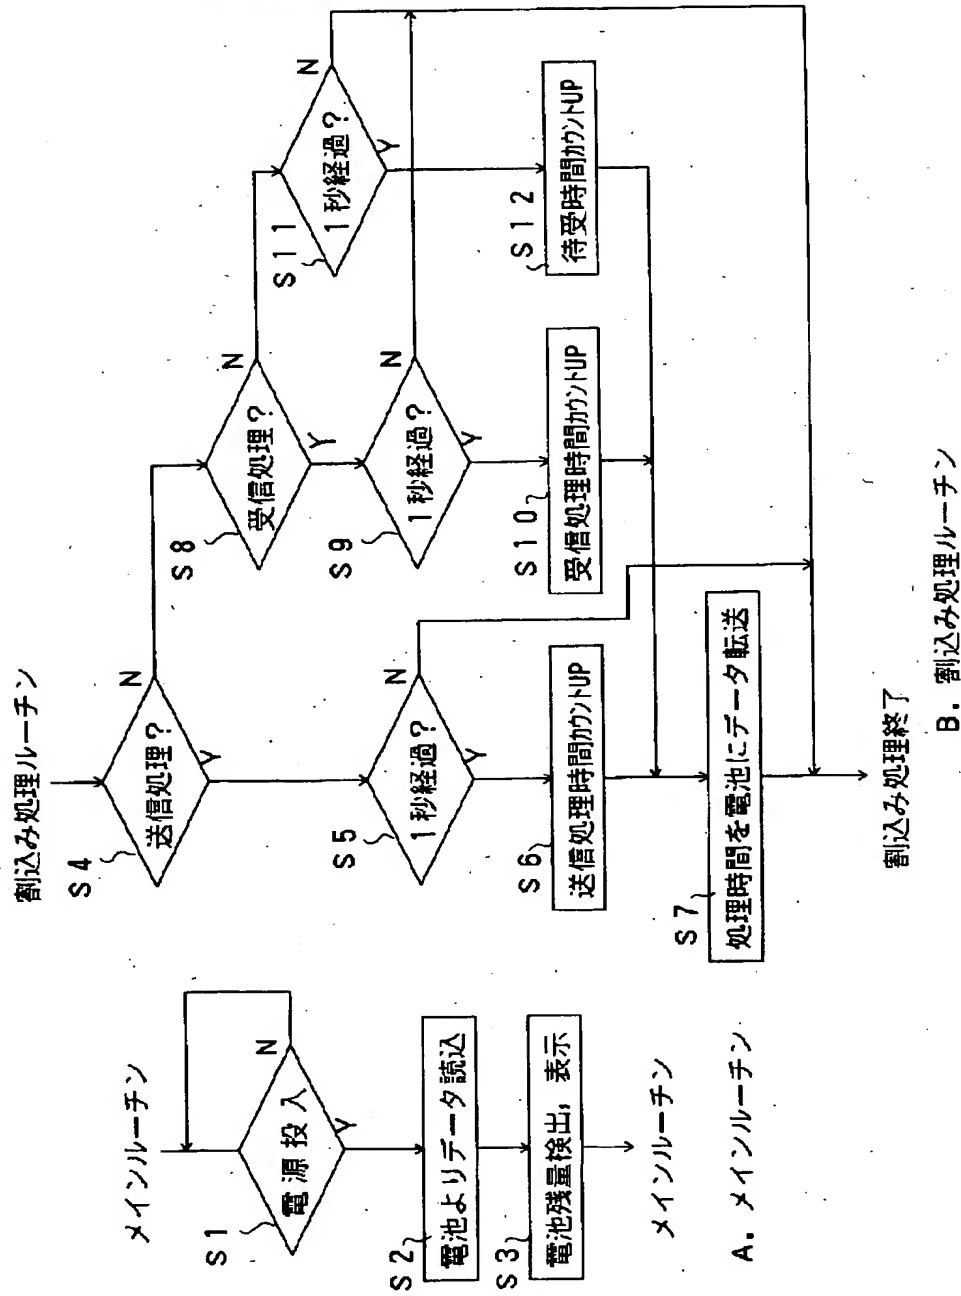 メインルーチン
S1
電源投入
N
Y
S2
電池よりデータ読込
S3
電池残量検出,表示
メインルーチン
A.メインルーチン
割込み処理ルーチン
S4
送信処理?
N
Y
S5
1秒経過?
N
Y
S6
送信処理時間カウントUP
S7
処理時間を電池にデータ転送
S8
受信処理?
N
Y
S9
1秒経過?
N
Y
S10
受信処理時間カウントUP
S11
1秒経過?
N
Y
S12
待受時間カウントUP
割込み処理終了
B.割込み処理ルーチン